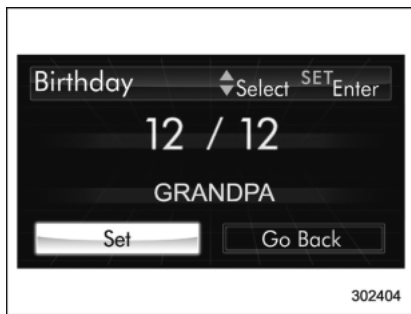 Birthday Select SET Enter
12 / 12
GRANDPA
Set Go Back
302404